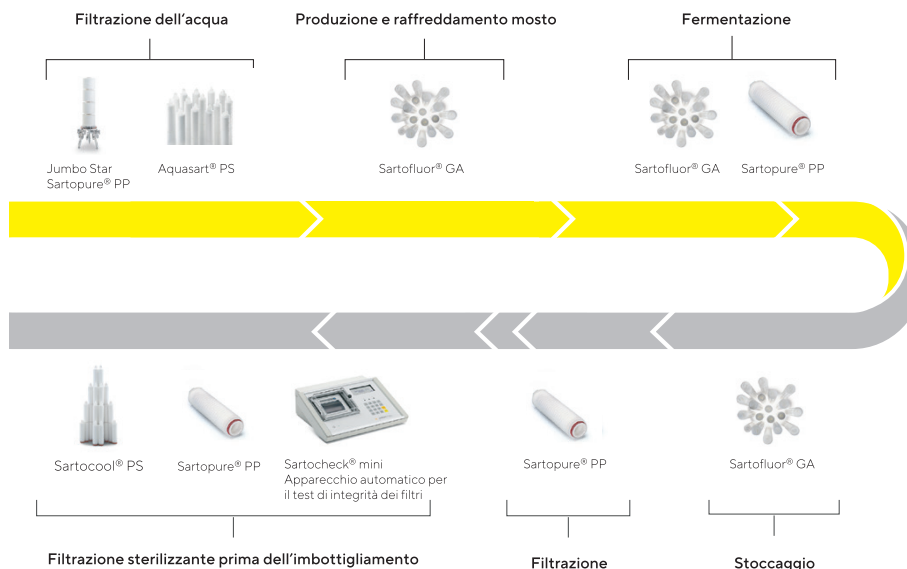 Filtrazione dell’acqua
Produzione e raffreddamento mosto
Fermentazione
Jumbo Star
Sartopure® PP
Aquasart® PS
Sartofluor® GA
Sartofluor® GA
Sartopure® PP
Sartocool® PS
Sartopure® PP
Sartocheck® mini
Apparecchio automatico per
il test di integrità dei filtri
Sartopure® PP
Sartofluor® GA
Filtrazione sterilizzante prima dell’imbottigliamento
Filtrazione
Stoccaggio